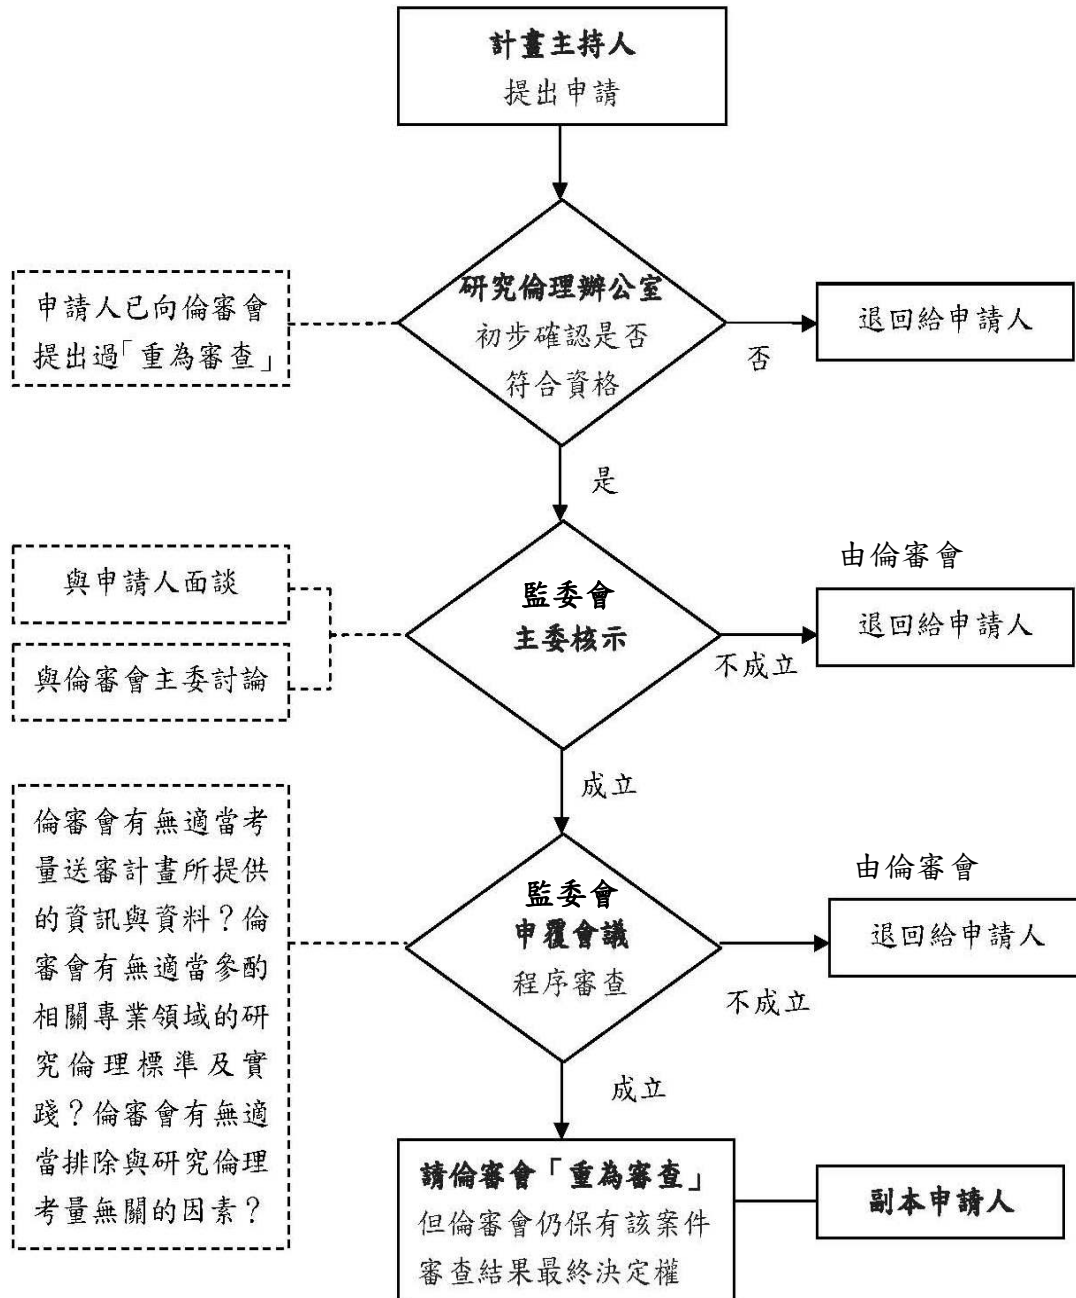 計畫主持人
提出申請
研究倫理辦公室
初步確認是否
符合資格
申請人已向倫審會
提出過「重為審查」
否
退回給申請人
是
與申請人面談
與倫審會主委討論
監委會
主委核示
由倫審會
退回給申請人
不成立
成立
倫審會有無適當考
量送審計畫所提供
的資訊與資料？倫
審會有無適當參酌
相關專業領域的研
究倫理標準及實
踐？倫審會有無適
當排除與研究倫理
考量無關的因素？
監委會
申覆會議
程序審查
由倫審會
退回給申請人
不成立
成立
請倫審會「重為審查」
但倫審會仍保有該案件
審查結果最終決定權
副本申請人